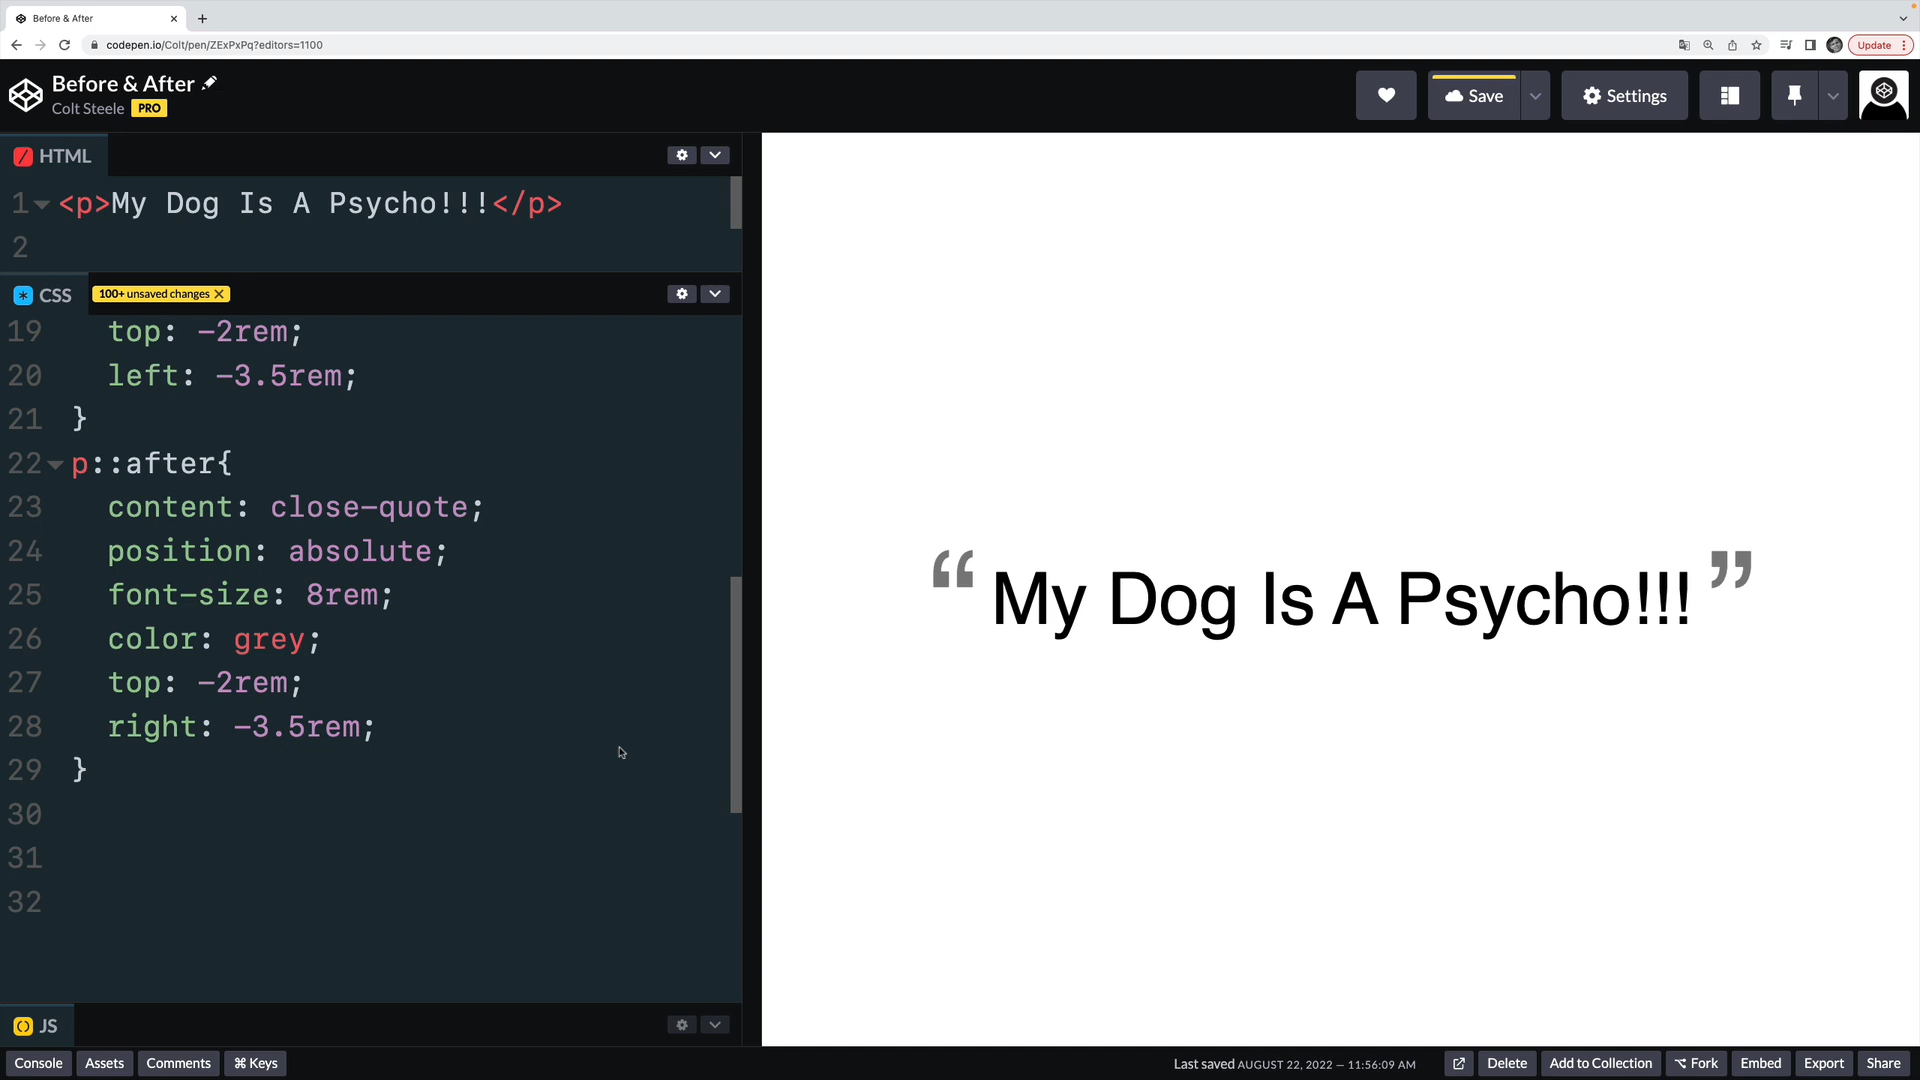 Before & After
codepen.io/Colt/pen/ZExPxPq?editors=1100
Update
Before & After
Colt Steele PRO
Save
Settings
HTML
1 <p>My Dog Is A Psycho!!!</p>
2
CSS
100+ unsaved changes
19 top: -2rem;
20 left: -3.5rem;
21 }
22 p::after{
23 content: close-quote;
24 position: absolute;
25 font-size: 8rem;
26 color: grey;
27 top: -2rem;
28 right: -3.5rem;
29 }
30
31
32
“My Dog Is A Psycho!!!”
JS
Console Assets Comments ⌘ Keys Last saved AUGUST 22, 2022 — 11:56:09 AM Delete Add to Collection ⌥ Fork Embed Export Share